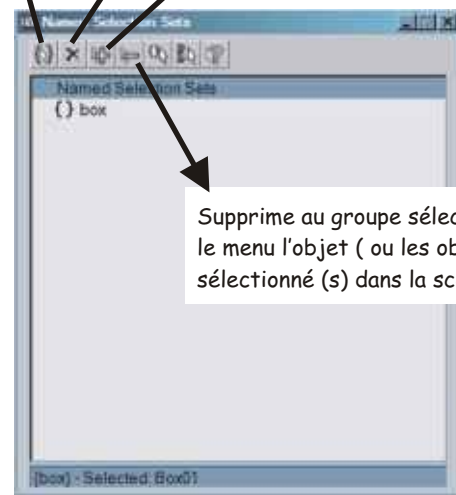 Named Selection Sets
Named Selection Sets
{} box
Supprime au groupe sélec
le menu l'objet ( ou les ob
sélectionné (s) dans la sc
{box} - Selected: Box01